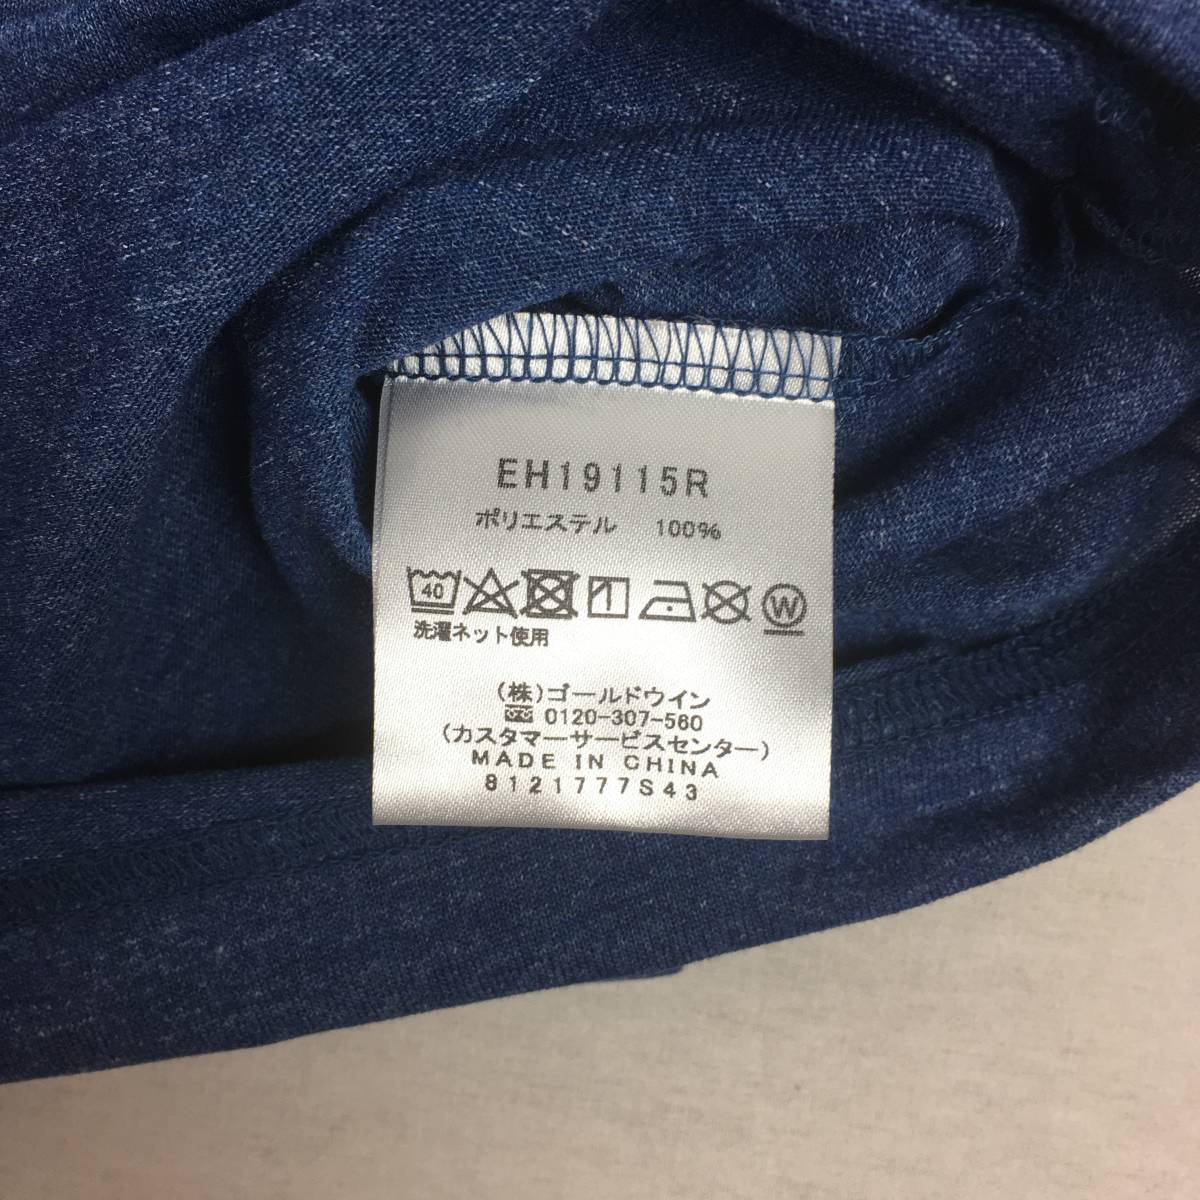 EH19115R
ポリエステル 100%
40 W
洗濯ネット使用
(株)ゴールドウイン
0120-307-560
(カスタマーサービスセンター)
MADE IN CHINA
8121777S43